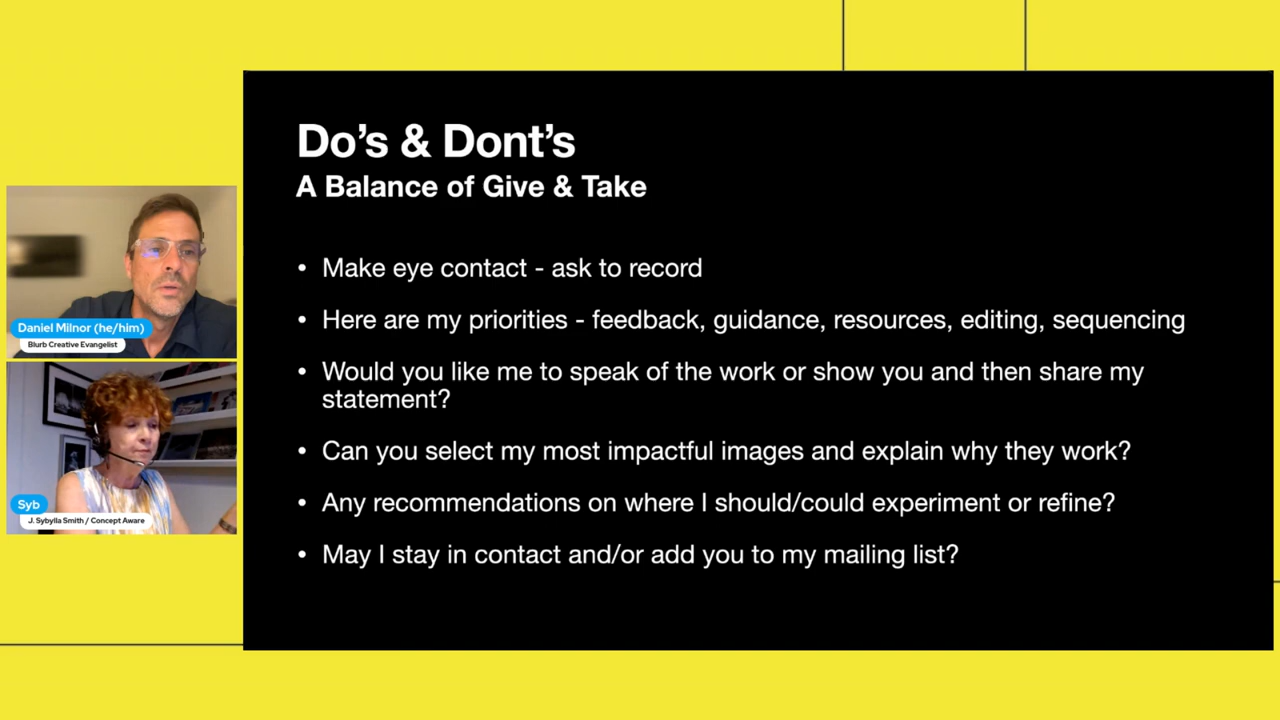 Do's & Dont's
A Balance of Give & Take
• Make eye contact - ask to record
• Here are my priorities - feedback, guidance, resources, editing, sequencing
• Would you like me to speak of the work or show you and then share my
statement?
• Can you select my most impactful images and explain why they work?
• Any recommendations on where I should/could experiment or refine?
• May I stay in contact and/or add you to my mailing list?
Daniel Milnor (he/him)
Blurb Creative Evangelist
Syb
J. Sybylla Smith / Concept Aware